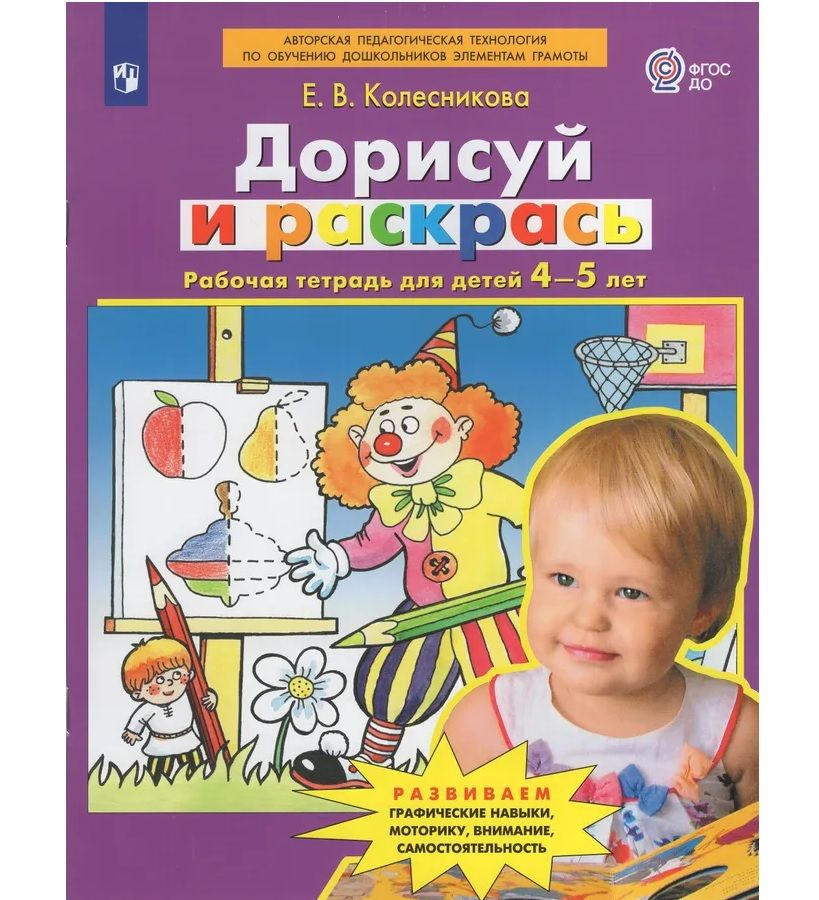 АВТОРСКАЯ ПЕДАГОГИЧЕСКАЯ ТЕХНОЛОГИЯ
ПО ОБУЧЕНИЮ ДОШКОЛЬНИКОВ ЭЛЕМЕНТАМ ГРАМОТЫ
ИП
ФГОС
ДО
Е. В. Колесникова
Дорисуй
и раскрась
Рабочая тетрадь для детей 4–5 лет
РАЗВИВАЕМ
ГРАФИЧЕСКИЕ НАВЫКИ,
МОТОРИКУ, ВНИМАНИЕ,
САМОСТОЯТЕЛЬНОСТЬ